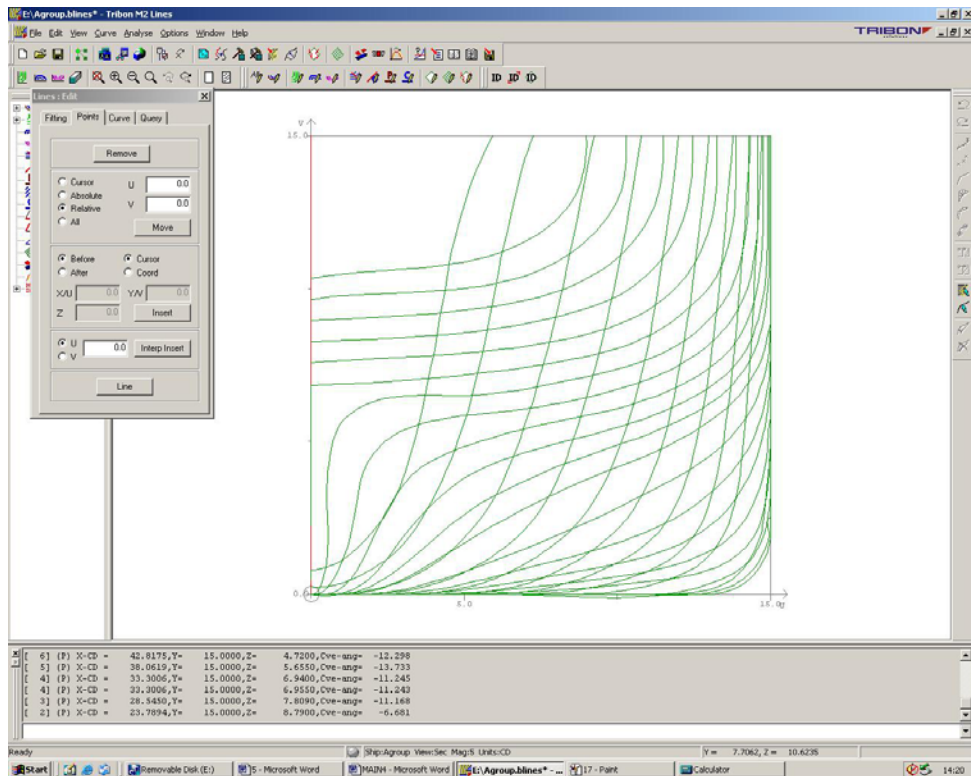 E:\Agroup.blines* - Tribon M2 Lines
File Edit View Curve Analyse Options Window Help
TRIBON
ID ID ID
Lines : Edit
Fitting Points Curve Query
Remove
Cursor U 0.0
Absolute
Relative V 0.0
All
Move
Before Cursor
After Coord
X/U 0.0 Y/V 0.0
Z 0.0 Insert
U 0.0 Interp Insert
V
Line
V
15.0
0.0
5.0
15.0 U
[ 6] (P) X-CD = 42.8175,Y= 15.0000,Z= 4.7200,Cve-ang= -12.298
[ 5] (P) X-CD = 38.0619,Y= 15.0000,Z= 5.6550,Cve-ang= -13.733
[ 4] (P) X-CD = 33.3006,Y= 15.0000,Z= 6.9400,Cve-ang= -11.245
[ 4] (P) X-CD = 33.3006,Y= 15.0000,Z= 6.9550,Cve-ang= -11.243
[ 3] (P) X-CD = 28.5450,Y= 15.0000,Z= 7.8090,Cve-ang= -11.168
[ 2] (P) X-CD = 23.7894,Y= 15.0000,Z= 8.7900,Cve-ang= -6.681
Ready
Ship:Agroup View:Sec Mag:5 Units:CD
Y = 7.7062, Z = 10.6235
Start
Removable Disk (E:)
5 - Microsoft Word
MAIN4 - Microsoft Word
E:\Agroup.blines* - ...
17 - Paint
Calculator
14:20